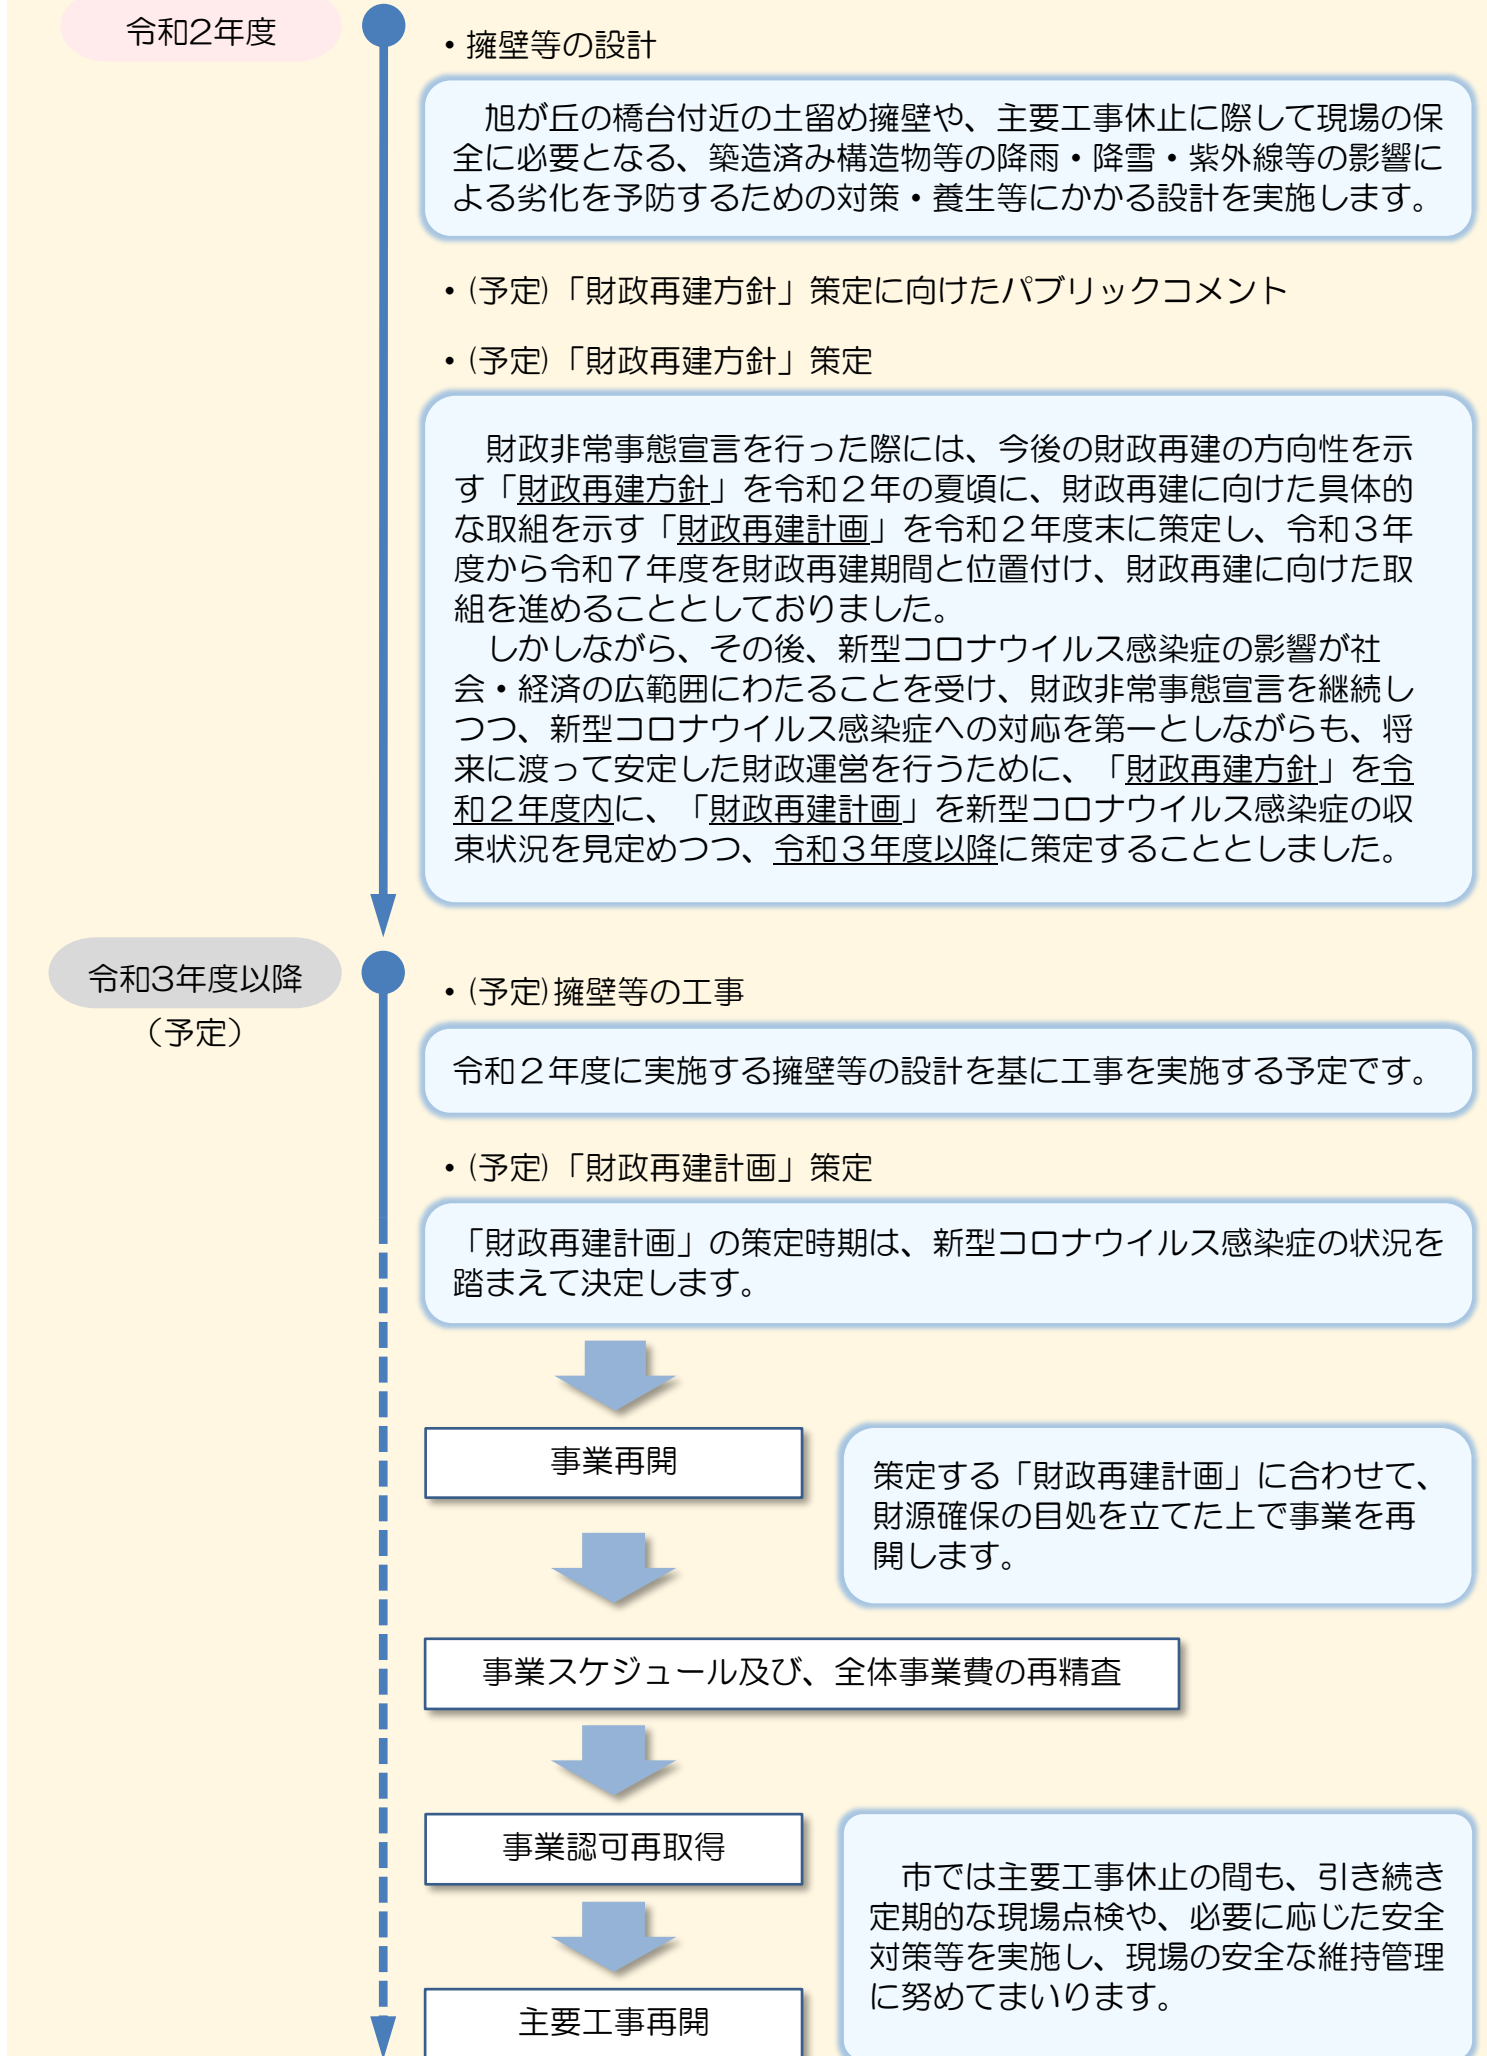 令和2年度
・擁壁等の設計
旭が丘の橋台付近の土留め擁壁や、主要工事休止に際して現場の保
全に必要となる、築造済み構造物等の降雨・降雪・紫外線等の影響に
よる劣化を予防するための対策・養生等にかかる設計を実施します。
・(予定)「財政再建方針」策定に向けたパブリックコメント
・(予定)「財政再建方針」策定
財政非常事態宣言を行った際には、今後の財政再建の方向性を示
す「財政再建方針」を令和２年の夏頃に、財政再建に向けた具体的
な取組を示す「財政再建計画」を令和２年度末に策定し、令和３年
度から令和７年度を財政再建期間と位置付け、財政再建に向けた取
組を進めることとしておりました。
しかしながら、その後、新型コロナウイルス感染症の影響が社
会・経済の広範囲にわたることを受け、財政非常事態宣言を継続し
つつ、新型コロナウイルス感染症への対応を第一としながらも、将
来に渡って安定した財政運営を行うために、「財政再建方針」を令
和２年度内に、「財政再建計画」を新型コロナウイルス感染症の収
束状況を見定めつつ、令和３年度以降に策定することとしました。
令和3年度以降
（予定）
・(予定)擁壁等の工事
令和２年度に実施する擁壁等の設計を基に工事を実施する予定です。
・(予定)「財政再建計画」策定
「財政再建計画」の策定時期は、新型コロナウイルス感染症の状況を
踏まえて決定します。
事業再開
策定する「財政再建計画」に合わせて、
財源確保の目処を立てた上で事業を再
開します。
事業スケジュール及び、全体事業費の再精査
事業認可再取得
市では主要工事休止の間も、引き続き
定期的な現場点検や、必要に応じた安全
対策等を実施し、現場の安全な維持管理
に努めてまいります。
主要工事再開